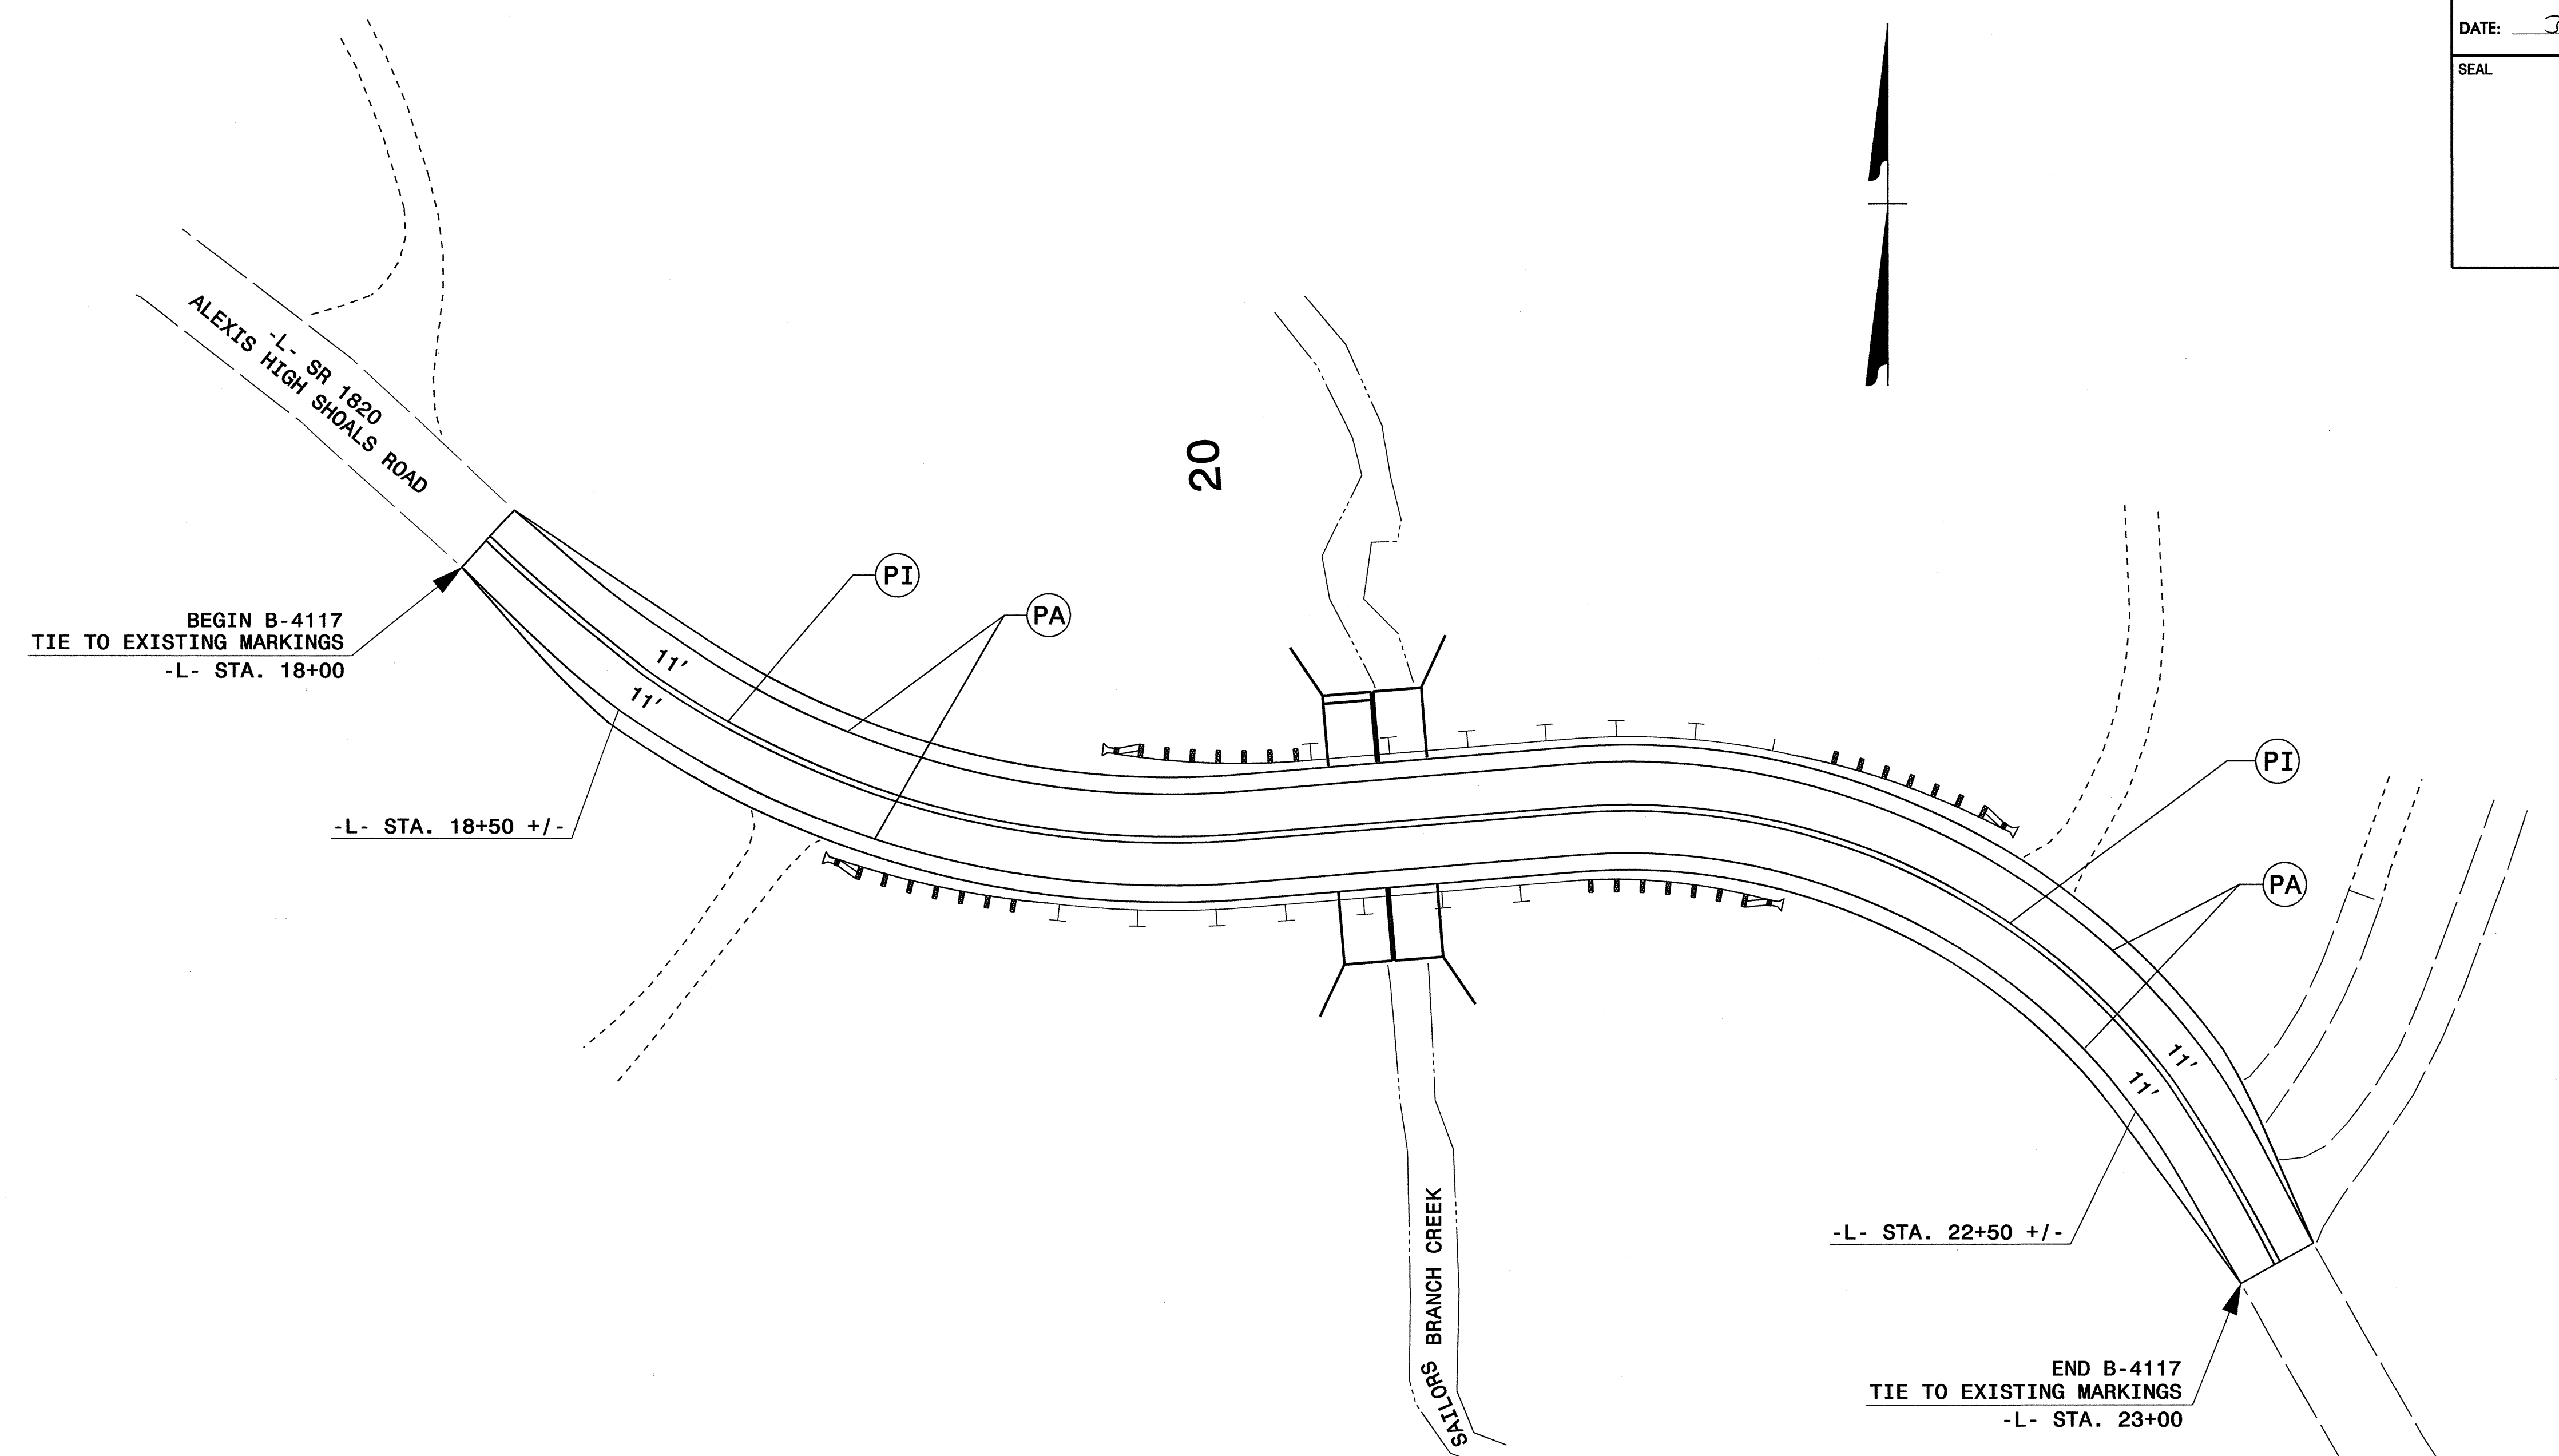 DATE:
SEAL
-L- SR 1820
ALEXIS HIGH SHOALS ROAD
20
PI
PA
BEGIN B-4117
TIE TO EXISTING MARKINGS
-L- STA. 18+00
11'
11'
-L- STA. 18+50 +/-
PI
PA
11'
11'
-L- STA. 22+50 +/-
SAILORS BRANCH CREEK
END B-4117
TIE TO EXISTING MARKINGS
-L- STA. 23+00